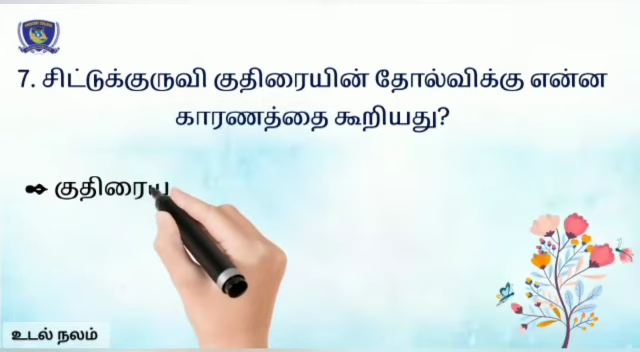 7. சிட்டுக்குருவி குதிரையின் தோல்விக்கு என்ன
காரணத்தை கூறியது?
குதிரைய
உடல் நலம்